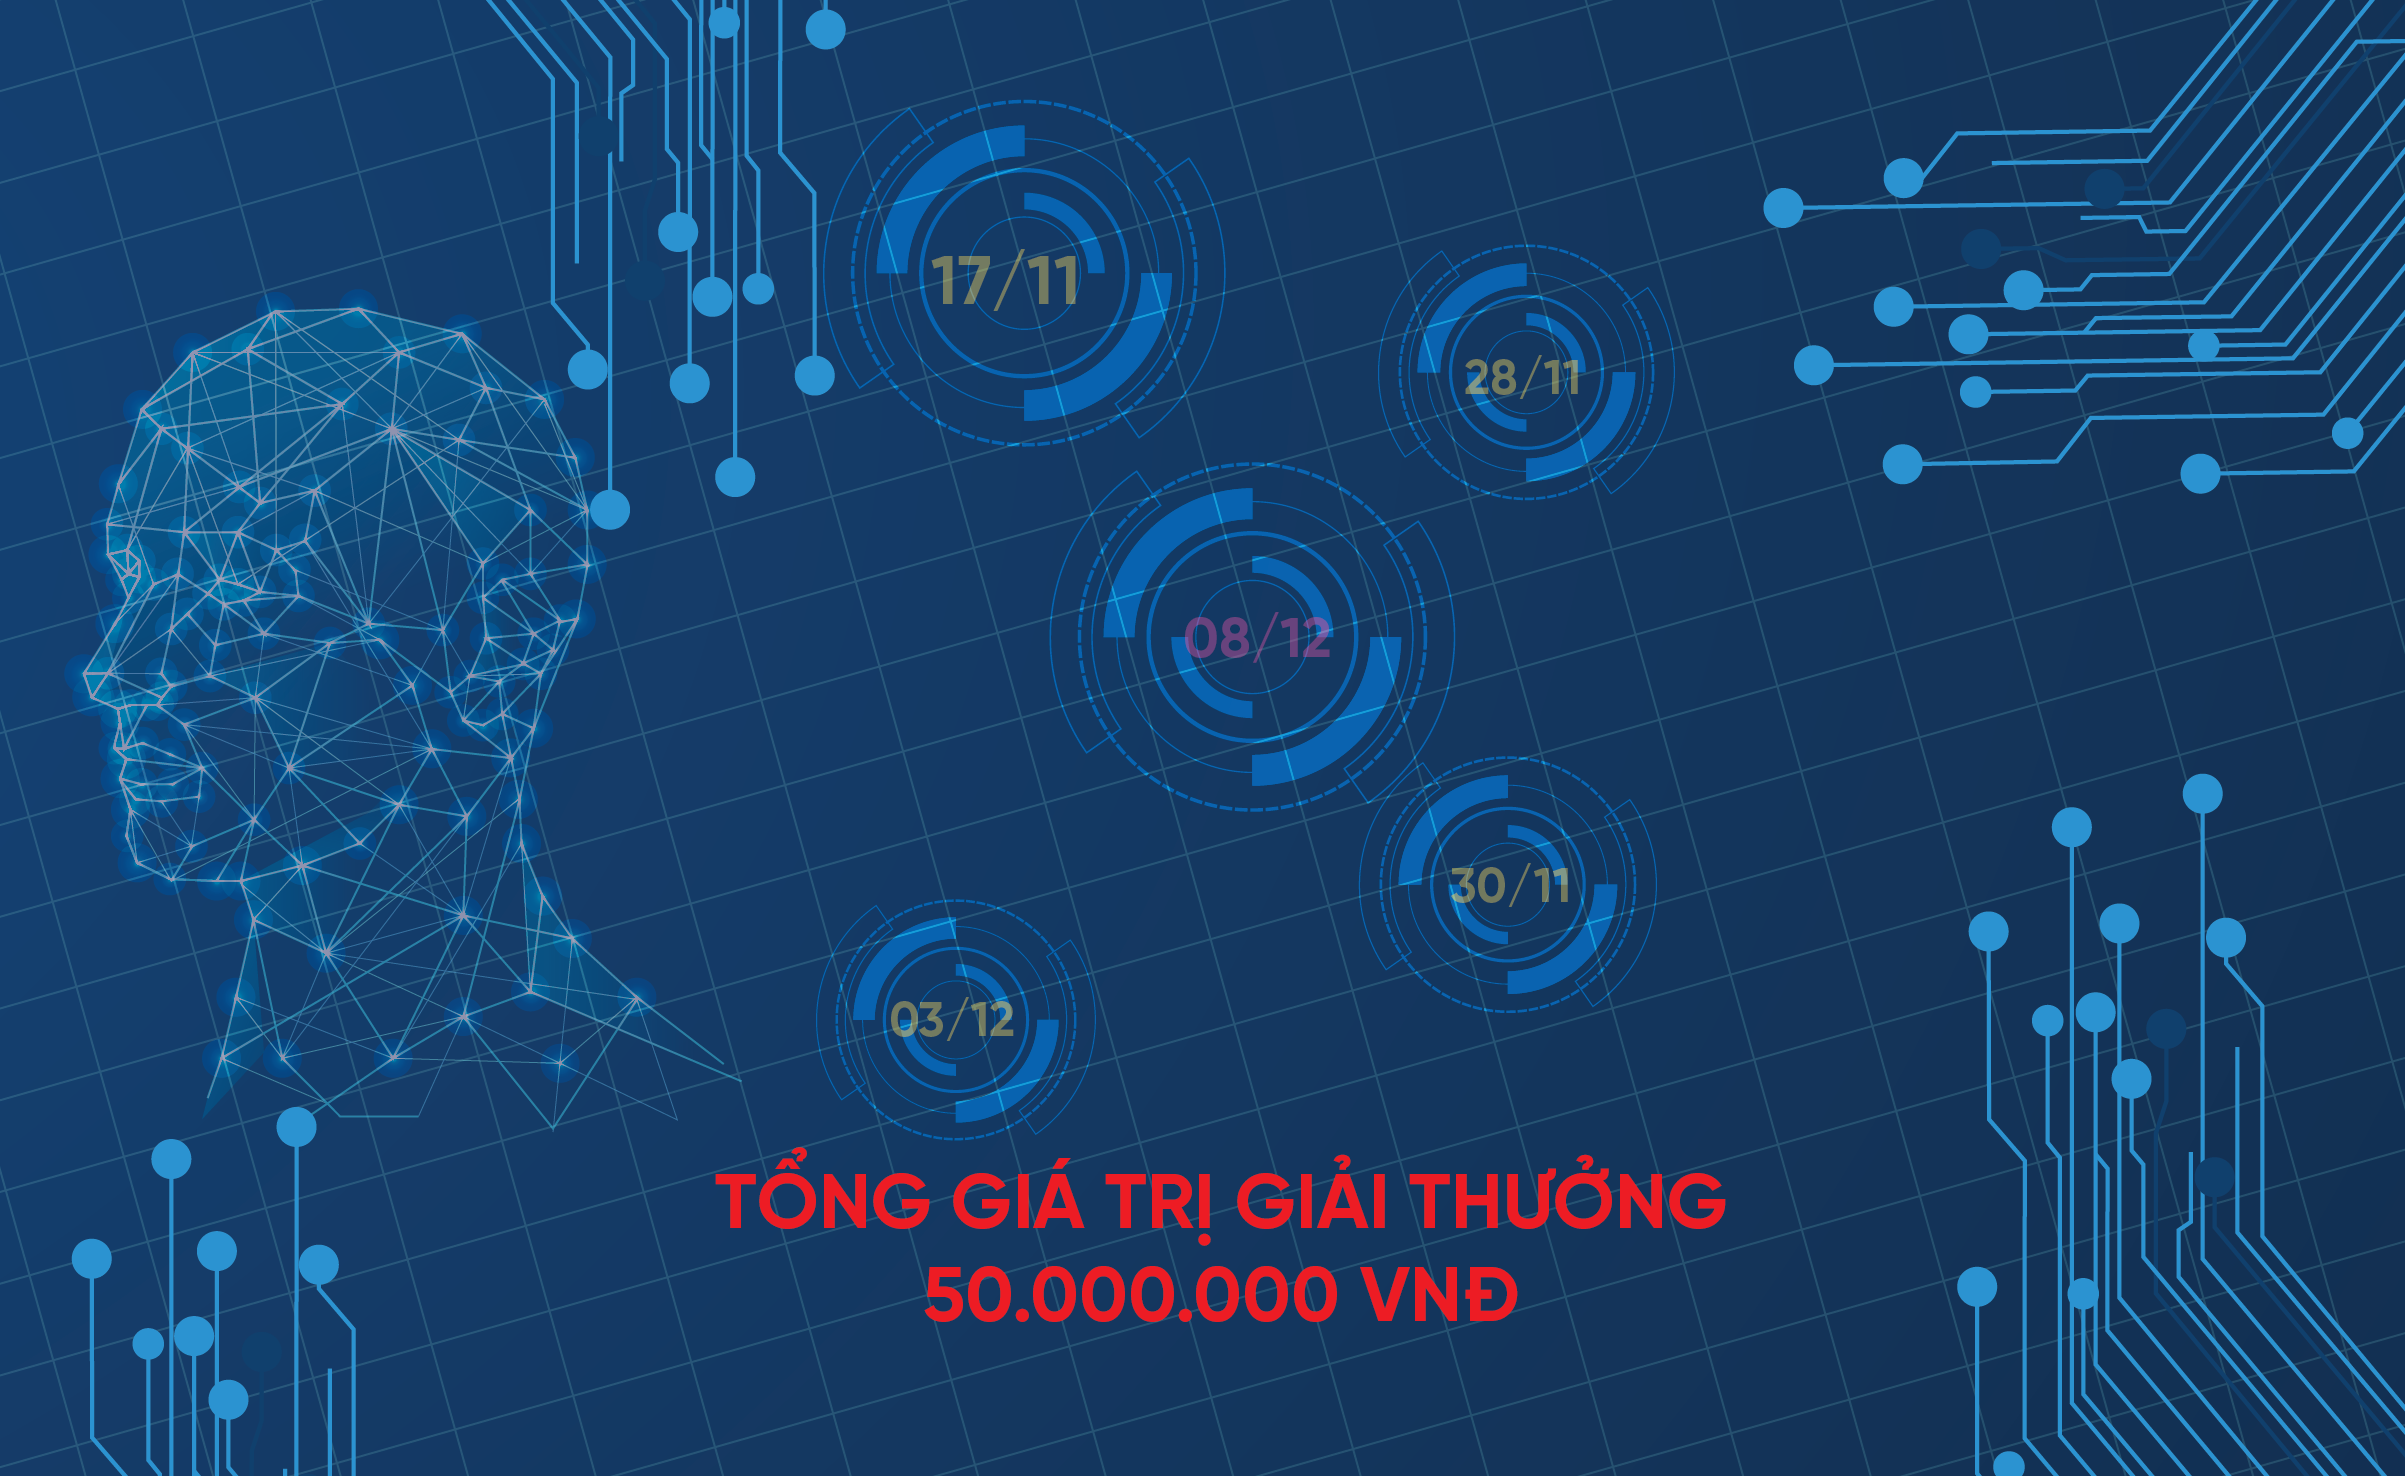 17/11
28/11
08/12
30/11
03/12
TỔNG GIÁ TRỊ GIẢI THƯỞNG
50.000.000 VNĐ